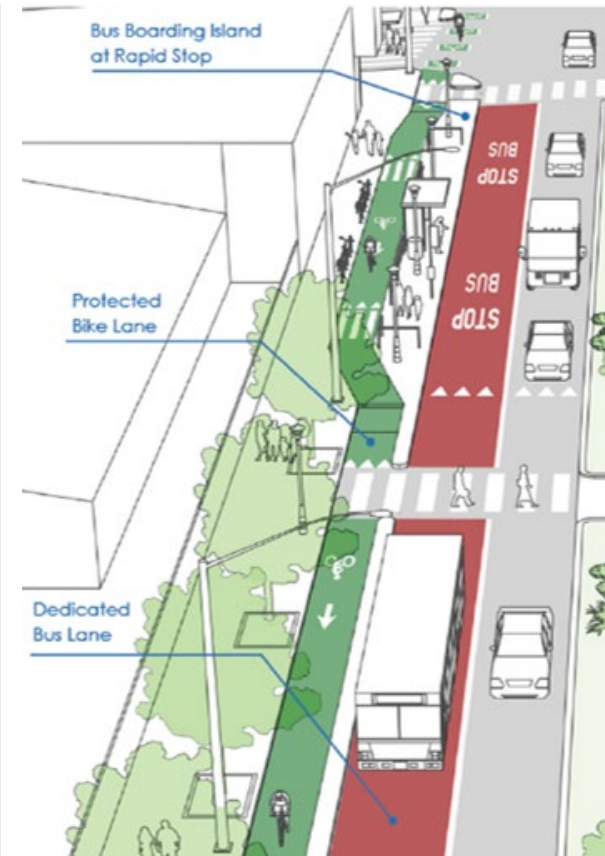 Bus Boarding Island
at Rapid Stop
BUS
STOP
BUS
STOP
Protected
Bike Lane
Dedicated
Bus Lane